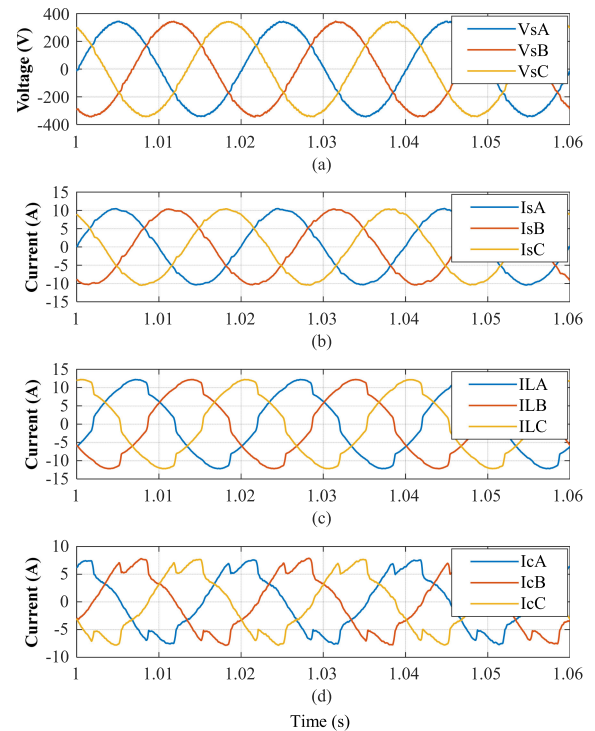 Voltage (V)
400
200
0
-200
-400
VsA
VsB
VsC
1 1.01 1.02 1.03 1.04 1.05 1.06
(a)
Current (A)
15
10
5
0
-5
-10
-15
IsA
IsB
IsC
1 1.01 1.02 1.03 1.04 1.05 1.06
(b)
Current (A)
15
10
5
0
-5
-10
-15
ILA
ILB
ILC
1 1.01 1.02 1.03 1.04 1.05 1.06
(c)
Current (A)
10
5
0
-5
-10
IcA
IcB
IcC
1 1.01 1.02 1.03 1.04 1.05 1.06
(d)
Time (s)